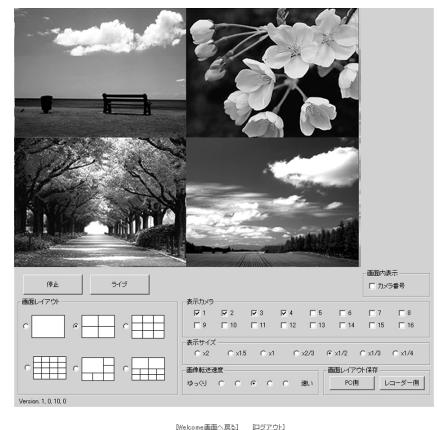 画面内表示
カメラ番号
停止 ライブ
画面レイアウト
表示カメラ
1 2 3 4 5 6 7 8
9 10 11 12 13 14 15 16
表示サイズ
x2 x1.5 x1 x2/3 x1/2 x1/3 x1/4
画像転送速度
ゆっくり 速い
画面レイアウト保存
PC側 レコーダー側
Version. 1, 0, 10, 0
[Welcome画面へ戻る] [ログアウト]